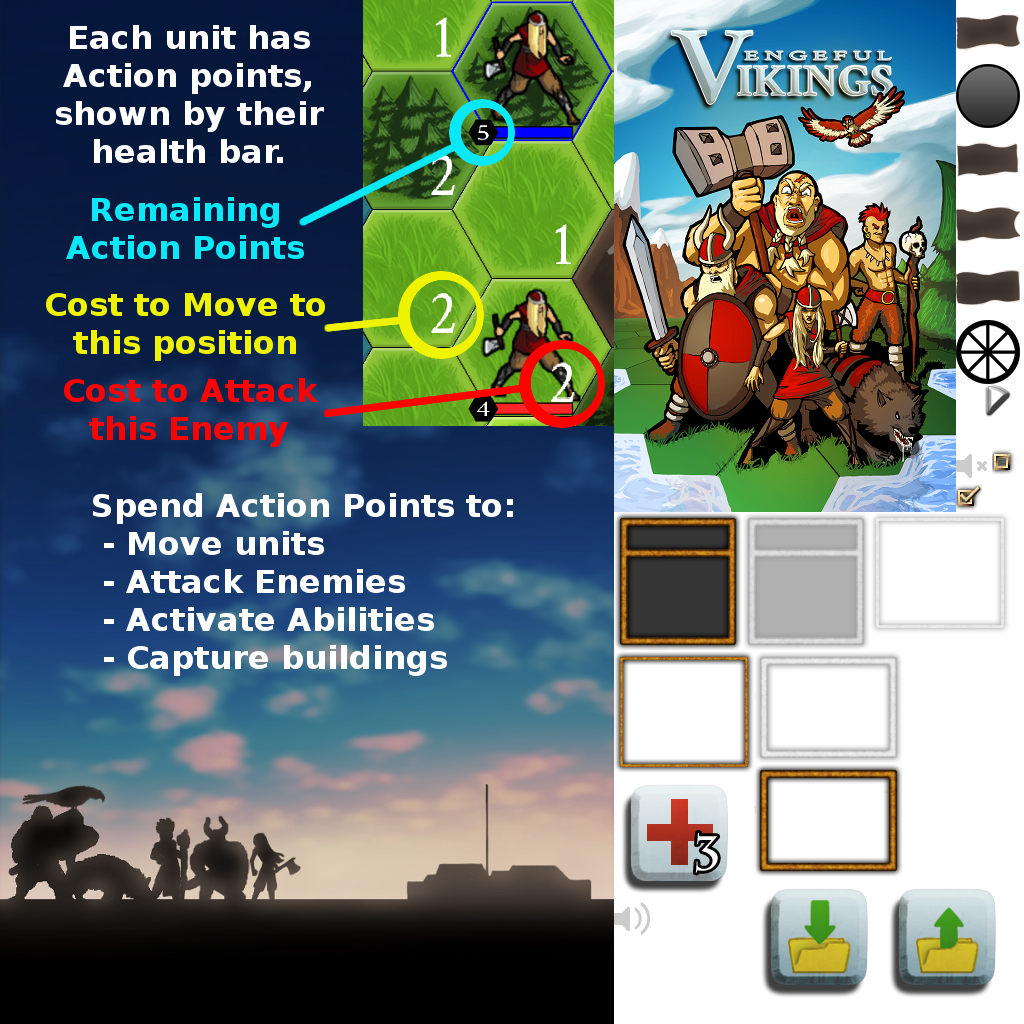 Each unit has
Action points,
shown by their
health bar.
Remaining
Action Points
Cost to Move to
this position
Cost to Attack
this Enemy
1
5
2
1
2
2
4
Spend Action Points to:
- Move units
- Attack Enemies
- Activate Abilities
- Capture buildings
VENGEFUL
VIKINGS
3